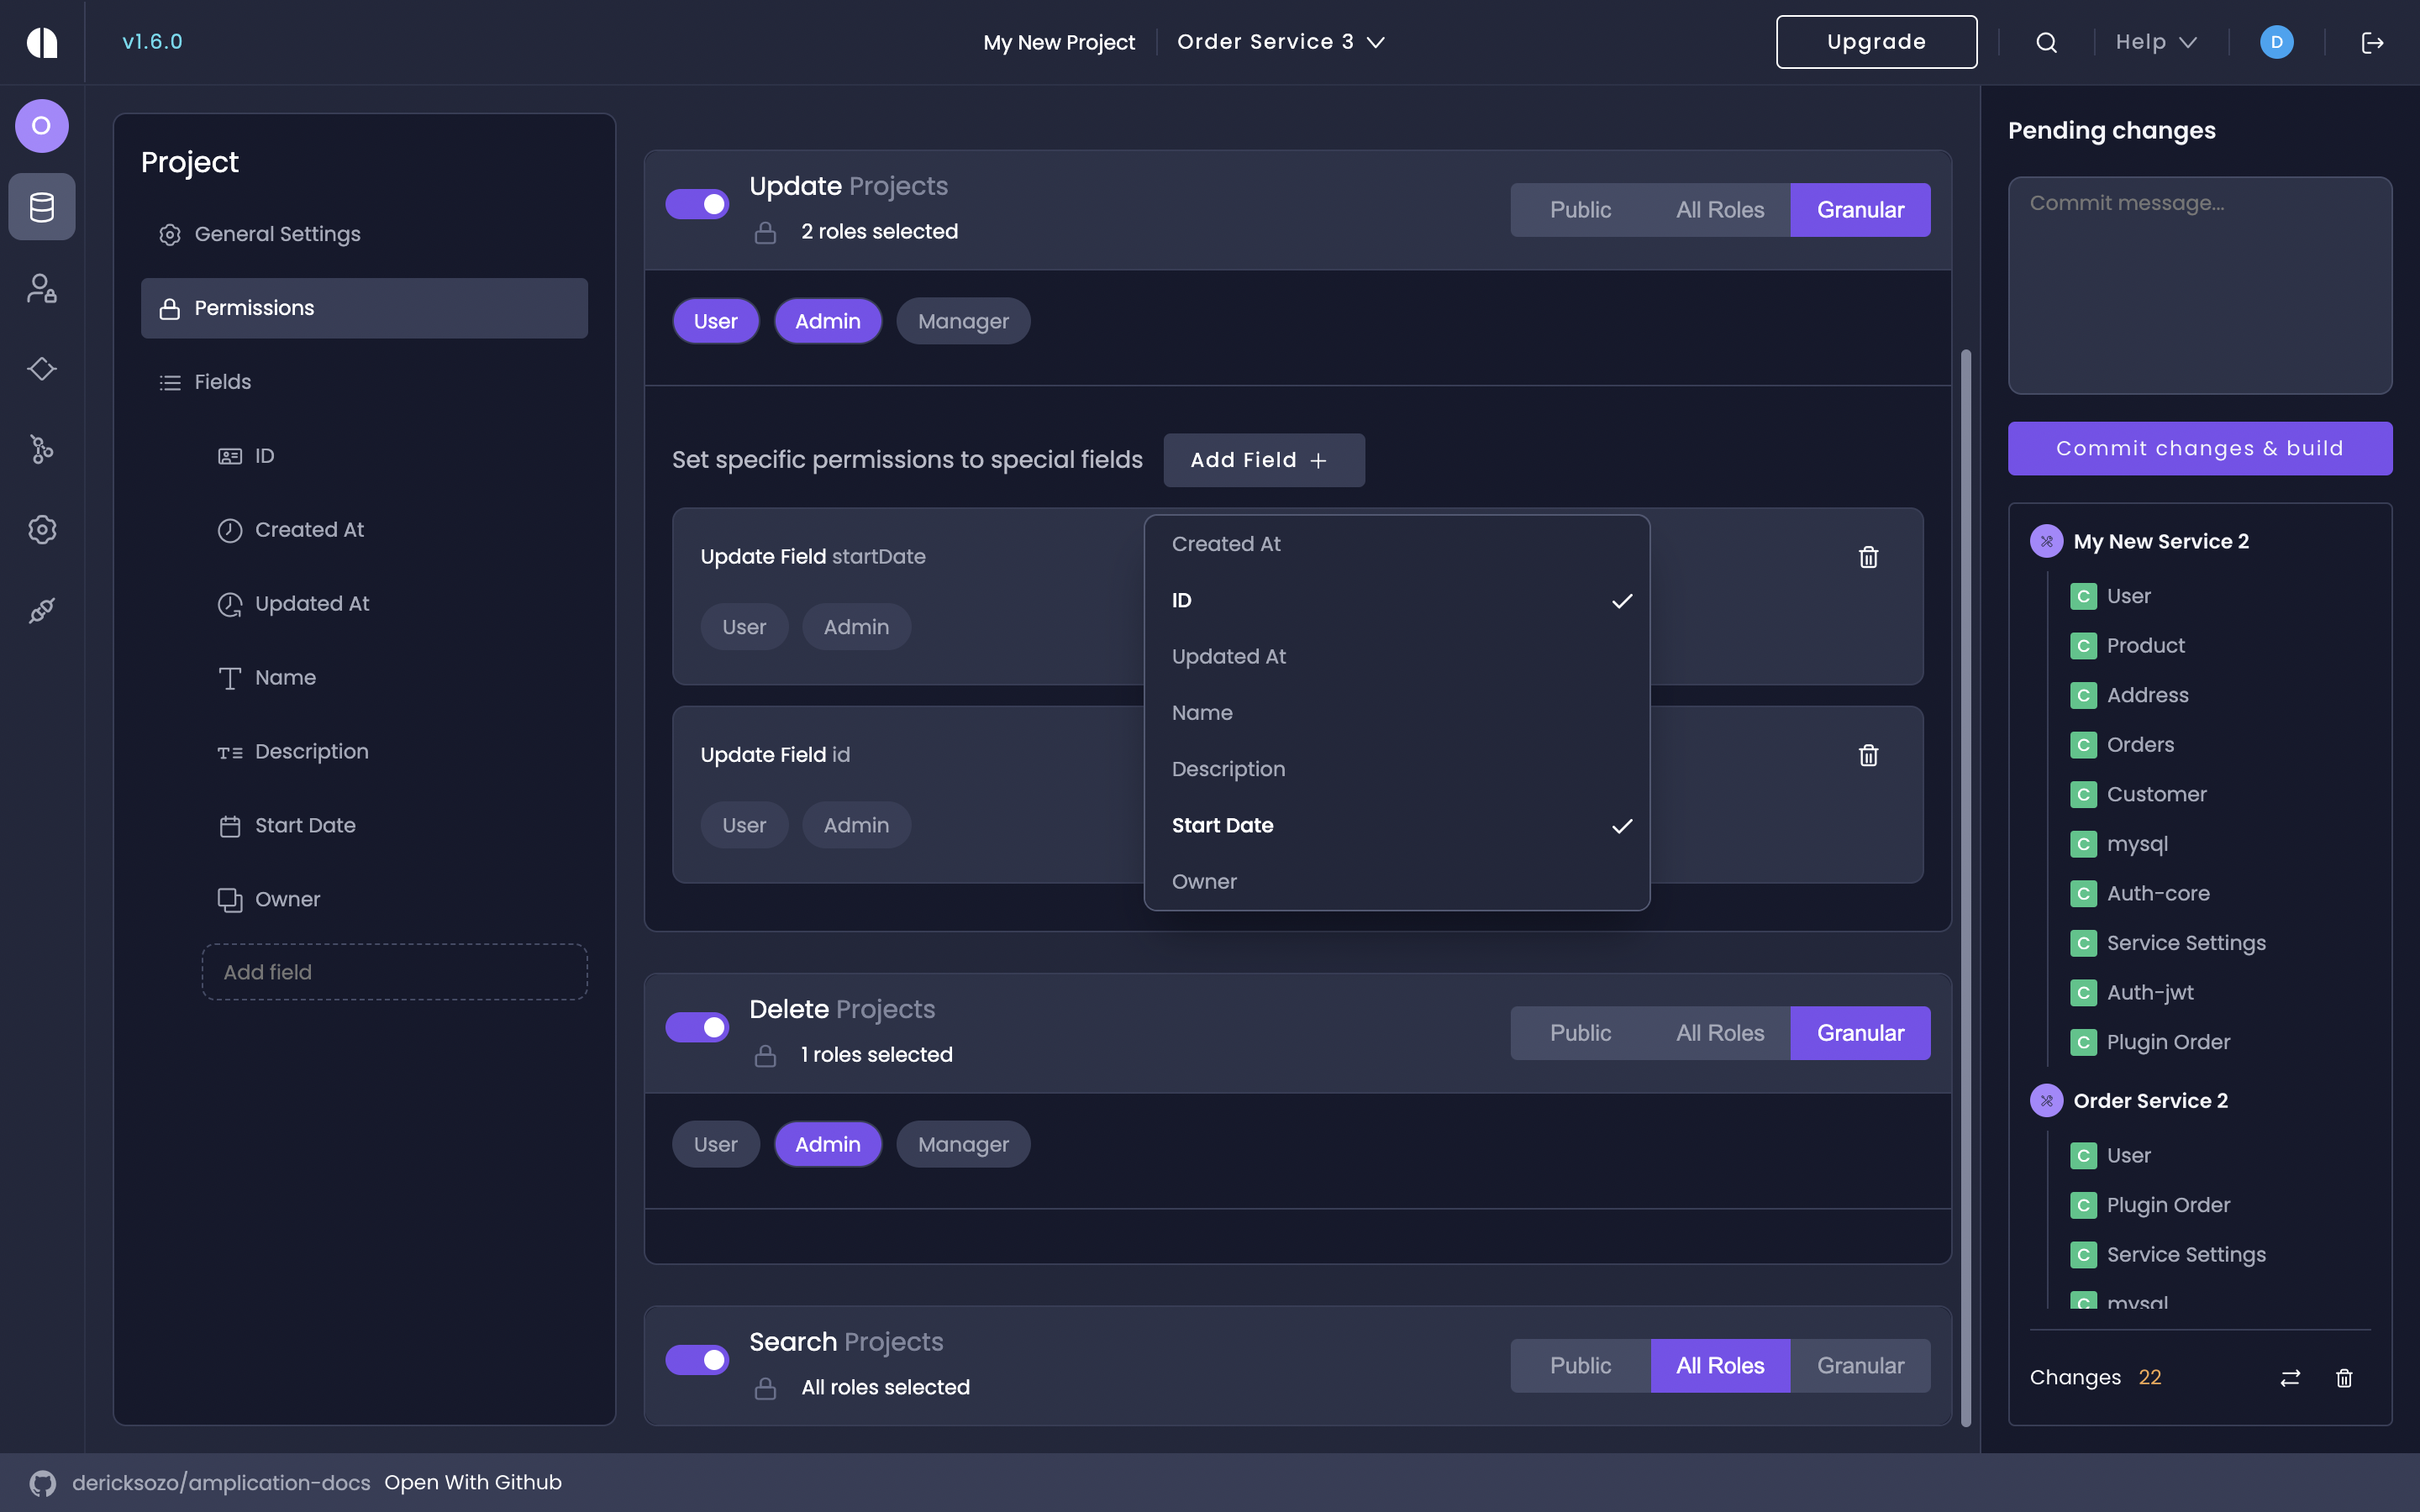 v1.6.0
My New Project
Order Service 3
Upgrade
Help
D
O
Project
General Settings
Permissions
Fields
ID
Created At
Updated At
Name
Description
Start Date
Owner
Add field
Update Projects
2 roles selected
Public
All Roles
Granular
User
Admin
Manager
Set specific permissions to special fields
Add Field +
Update Field startDate
User
Admin
Update Field id
User
Admin
Created At
ID
Updated At
Name
Description
Start Date
Owner
Delete Projects
1 roles selected
Public
All Roles
Granular
User
Admin
Manager
Search Projects
All roles selected
Public
All Roles
Granular
Pending changes
Commit message...
Commit changes & build
My New Service 2
C User
C Product
C Address
C Orders
C Customer
C mysql
C Auth-core
C Service Settings
C Auth-jwt
C Plugin Order
Order Service 2
C User
C Plugin Order
C Service Settings
C mysql
Changes 22
dericksozo/amplication-docs
Open With Github